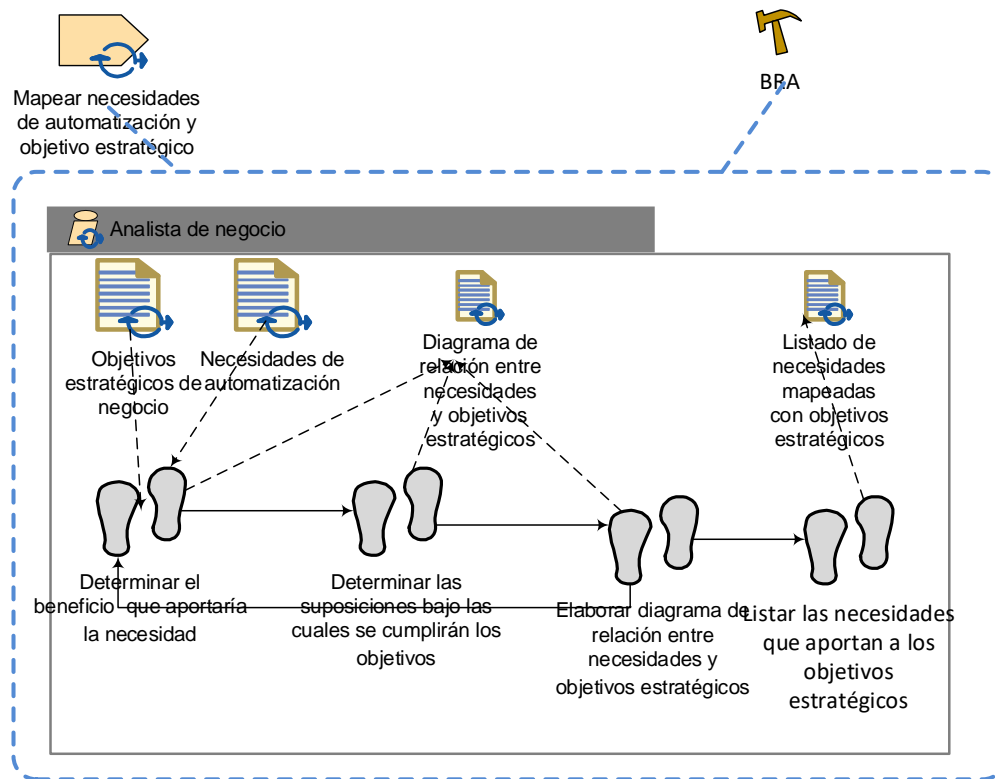 Mapear necesidades
de automatización y
objetivo estratégico
BRA
Analista de negocio
Objetivos
estratégicos de
negocio
Necesidades de
automatización
Diagrama de
relación entre
necesidades
y objetivos
estratégicos
Listado de
necesidades
mapeadas
con objetivos
estratégicos
Determinar el
beneficio que aportaría
la necesidad
Determinar las
suposiciones bajo las
cuales se cumplirán los
objetivos
Elaborar diagrama de
relación entre
necesidades y
objetivos estratégicos
Listar las necesidades
que aportan a los
objetivos
estratégicos